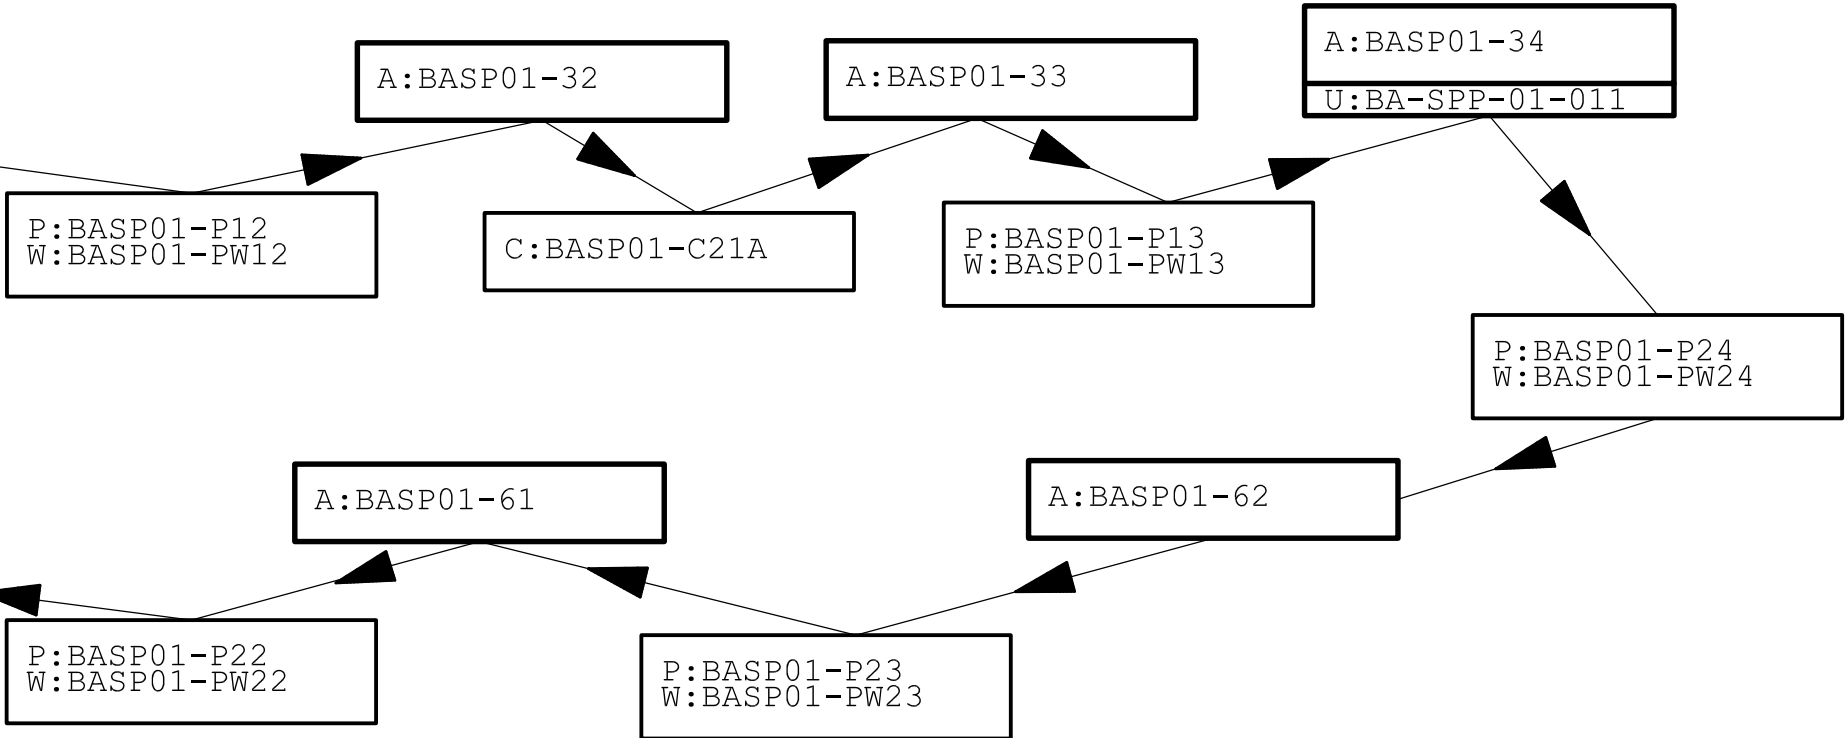 A:BASP01-32
A:BASP01-33
A:BASP01-34
U:BA-SPP-01-011
P:BASP01-P12
W:BASP01-PW12
C:BASP01-C21A
P:BASP01-P13
W:BASP01-PW13
P:BASP01-P24
W:BASP01-PW24
A:BASP01-61
A:BASP01-62
P:BASP01-P22
W:BASP01-PW22
P:BASP01-P23
W:BASP01-PW23